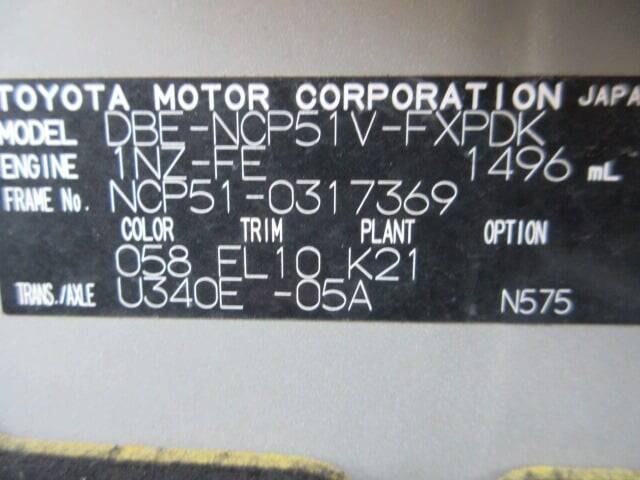 TOYOTA MOTOR CORPORATION JAPA
MODEL DBE-NCP51V-FXPDK
ENGINE 1NZ-FE 1496 mL
FRAME No. NCP51-0317369
COLOR TRIM PLANT OPTION
058 EL10 K21
TRANS./AXLE U340E -05A N575